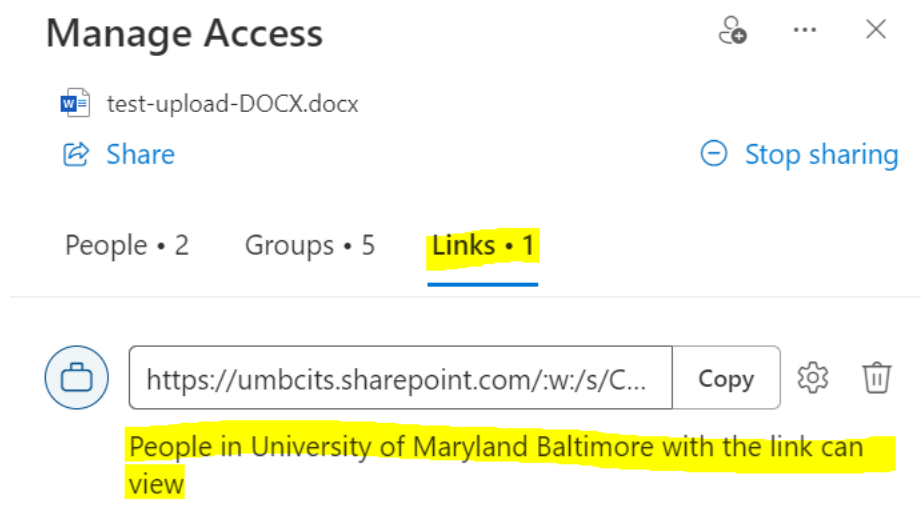 Manage Access
test-upload-DOCX.docx
Share
Stop sharing
People • 2 Groups • 5 Links • 1
https://umbcits.sharepoint.com/:w:/s/C... Copy
People in University of Maryland Baltimore with the link can
view